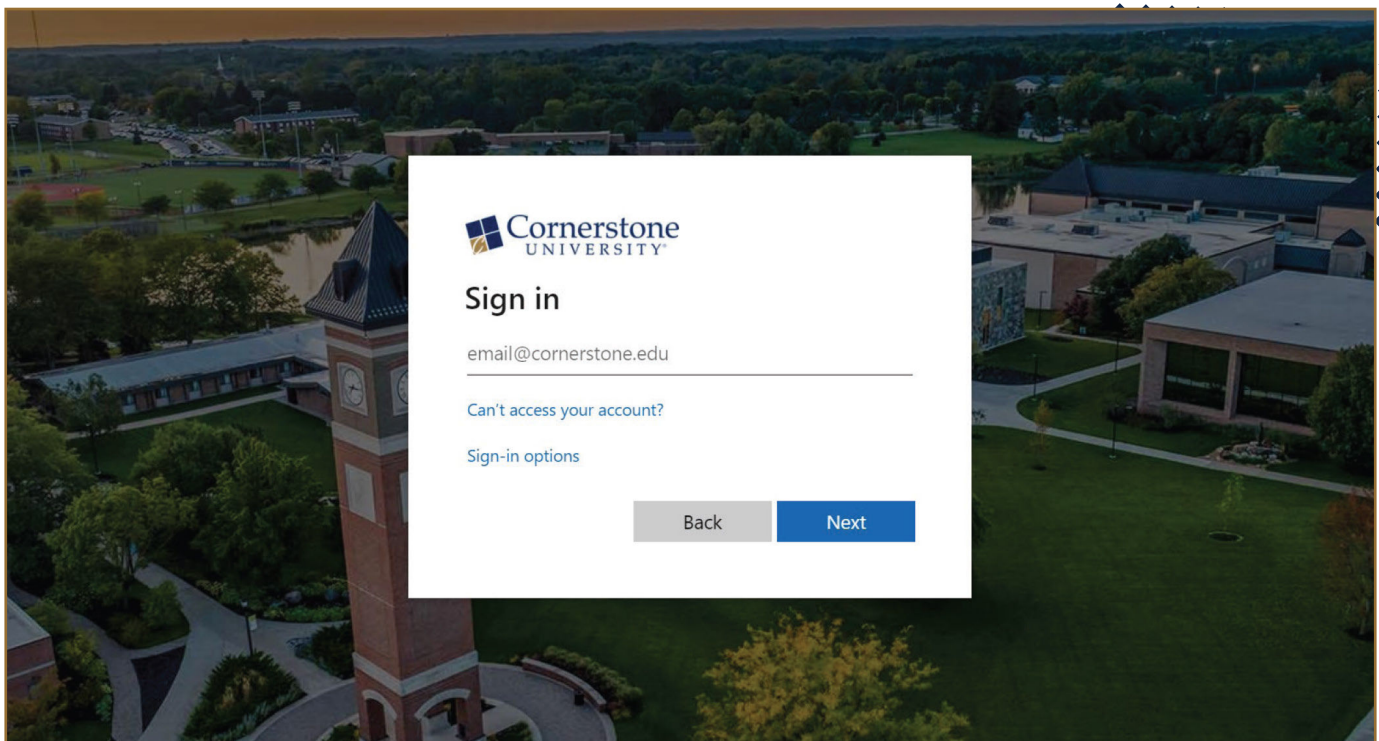 Cornerstone
UNIVERSITY
Sign in
email@cornerstone.edu
Can't access your account?
Sign-in options
Back
Next